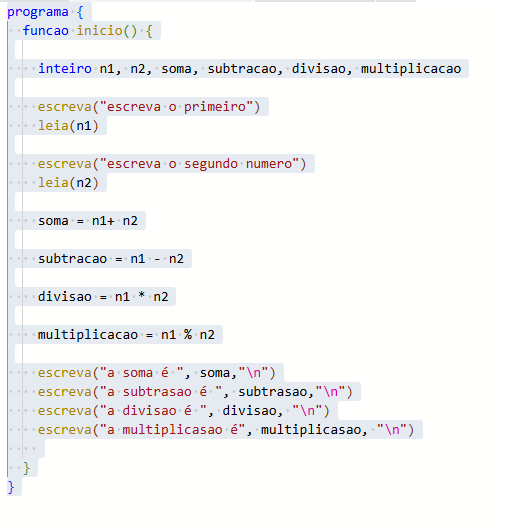 programa {
funcao inicio() {
inteiro n1, n2, soma, subtracao, divisao, multiplicacao
escreva("escreva o primeiro")
leia(n1)
escreva("escreva o segundo numero")
leia(n2)
soma = n1+ n2
subtracao = n1 - n2
divisao = n1 * n2
multiplicacao = n1 % n2
escreva("a soma é ", soma,"\n")
escreva("a subtrasao é ", subtrasao,"\n")
escreva("a divisao é ", divisao, "\n")
escreva("a multiplicasao é", multiplicasao, "\n")
}
}